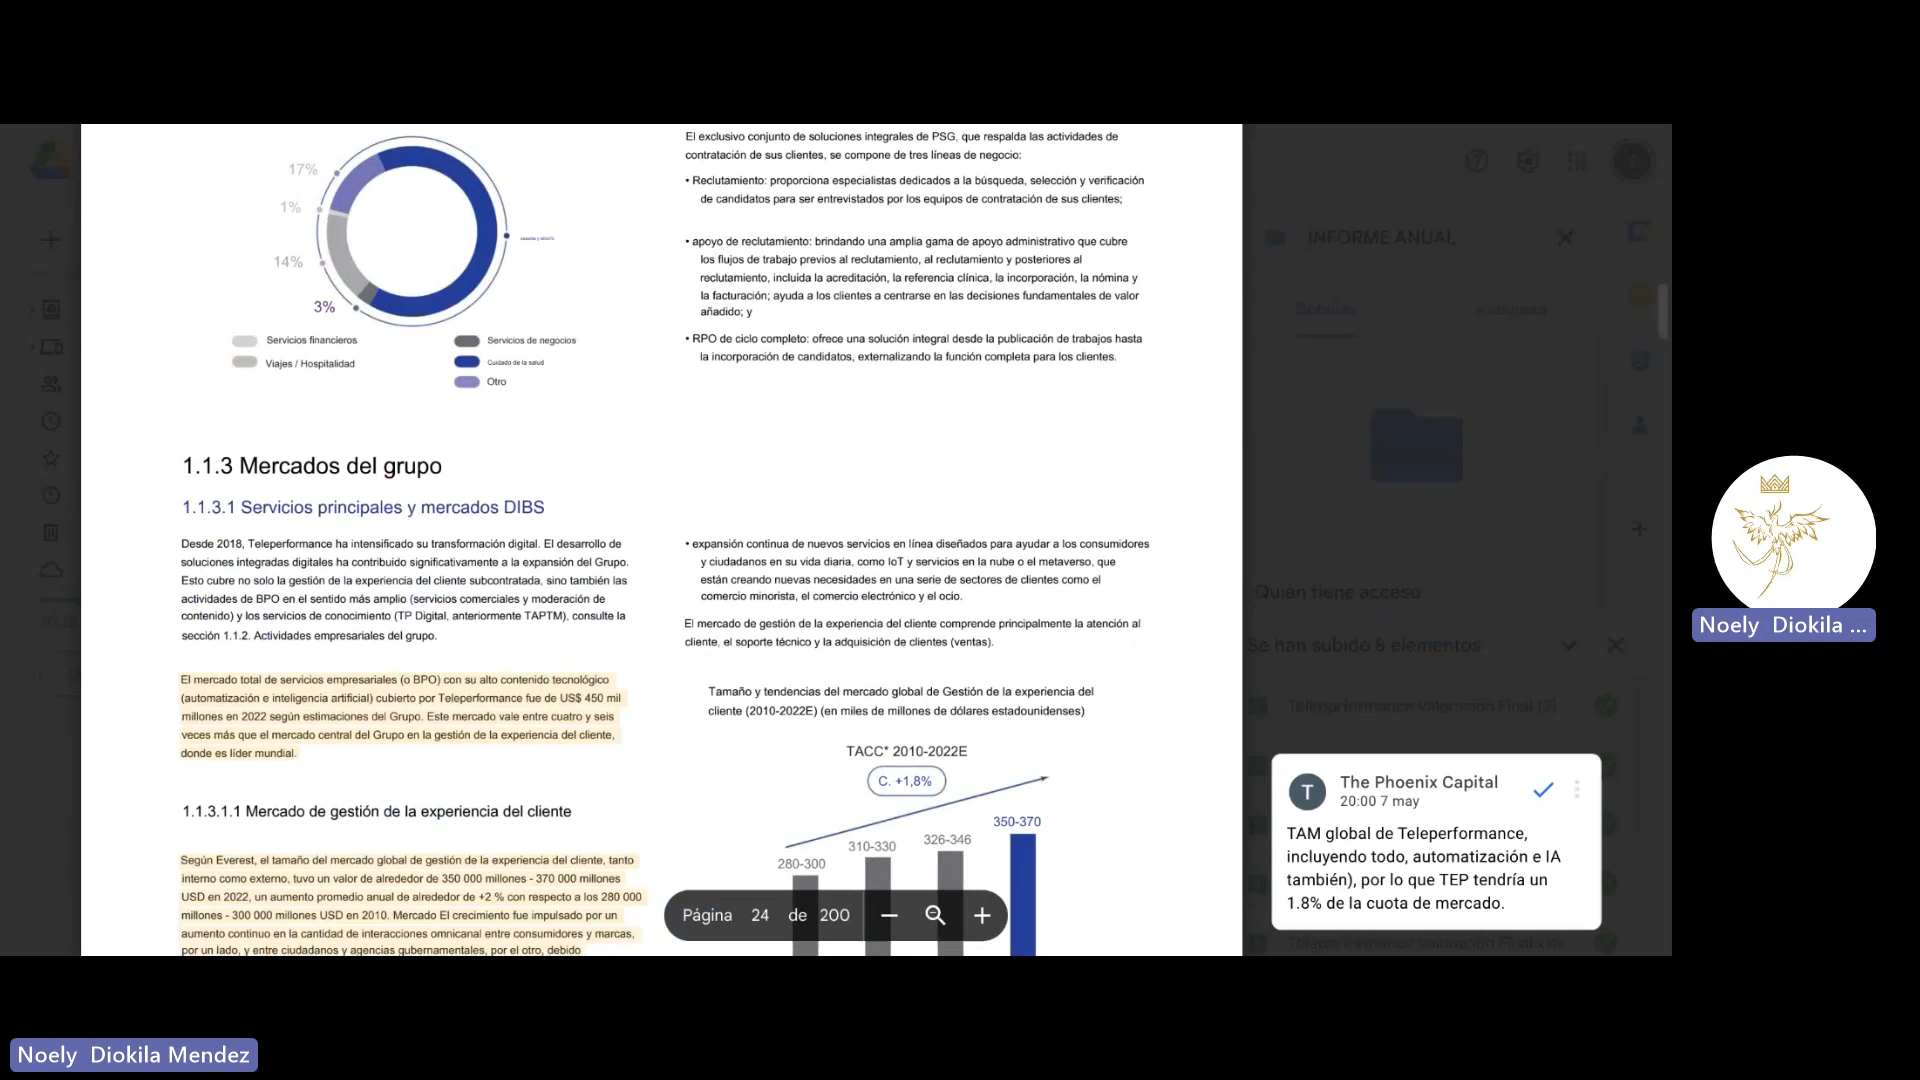 17%
1%
14%
3%
Servicios financieros
Viajes / Hospitalidad
Servicios de negocios
Cuidado de la salud
Otro
El exclusivo conjunto de soluciones integrales de PSG, que respalda las actividades de
contratación de sus clientes, se compone de tres líneas de negocio:
• Reclutamiento: proporciona especialistas dedicados a la búsqueda, selección y verificación
de candidatos para ser entrevistados por los equipos de contratación de sus clientes;
• apoyo de reclutamiento: brindando una amplia gama de apoyo administrativo que cubre
los flujos de trabajo previos al reclutamiento, al reclutamiento y posteriores al
reclutamiento, incluida la acreditación, la referencia clínica, la incorporación, la nómina y
la facturación; ayuda a los clientes a centrarse en las decisiones fundamentales de valor
añadido; y
• RPO de ciclo completo: ofrece una solución integral desde la publicación de trabajos hasta
la incorporación de candidatos, externalizando la función completa para los clientes.
1.1.3 Mercados del grupo
1.1.3.1 Servicios principales y mercados DIBS
Desde 2018, Teleperformance ha intensificado su transformación digital. El desarrollo de
soluciones integradas digitales ha contribuido significativamente a la expansión del Grupo.
Esto cubre no solo la gestión de la experiencia del cliente subcontratada, sino también las
actividades de BPO en el sentido más amplio (servicios comerciales y moderación de
contenido) y los servicios de conocimiento (TP Digital, anteriormente TAPTM), consulte la
sección 1.1.2. Actividades empresariales del grupo.
El mercado total de servicios empresariales (o BPO) con su alto contenido tecnológico
(automatización e inteligencia artificial) cubierto por Teleperformance fue de US$ 450 mil
millones en 2022 según estimaciones del Grupo. Este mercado vale entre cuatro y seis
veces más que el mercado central del Grupo en la gestión de la experiencia del cliente,
donde es líder mundial.
1.1.3.1.1 Mercado de gestión de la experiencia del cliente
Según Everest, el tamaño del mercado global de gestión de la experiencia del cliente, tanto
interno como externo, tuvo un valor de alrededor de 350 000 millones - 370 000 millones
USD en 2022, un aumento promedio anual de alrededor de +2 % con respecto a los 280 000
millones - 300 000 millones USD en 2010. Mercado El crecimiento fue impulsado por un
aumento continuo en la cantidad de interacciones omnicanal entre consumidores y marcas,
por un lado, y entre ciudadanos y agencias gubernamentales, por el otro, debido
• expansión continua de nuevos servicios en línea diseñados para ayudar a los consumidores
y ciudadanos en su vida diaria, como IoT y servicios en la nube o el metaverso, que
están creando nuevas necesidades en una serie de sectores de clientes como el
comercio minorista, el comercio electrónico y el ocio.
El mercado de gestión de la experiencia del cliente comprende principalmente la atención al
cliente, el soporte técnico y la adquisición de clientes (ventas).
Tamaño y tendencias del mercado global de Gestión de la experiencia del
cliente (2010-2022E) (en miles de millones de dólares estadounidenses)
TACC* 2010-2022E
C. +1,8%
280-300
310-330
326-346
350-370
Página 24 de 200
INFORME ANUAL
Detalles
Quién tiene acceso
Se han subido 8 elementos
Teleperformance Valoración Final (2)
T
The Phoenix Capital
20:00 7 may
TAM global de Teleperformance,
incluyendo todo, automatización e IA
también), por lo que TEP tendría un
1.8% de la cuota de mercado.
Noely Diokila ...
Noely Diokila Mendez